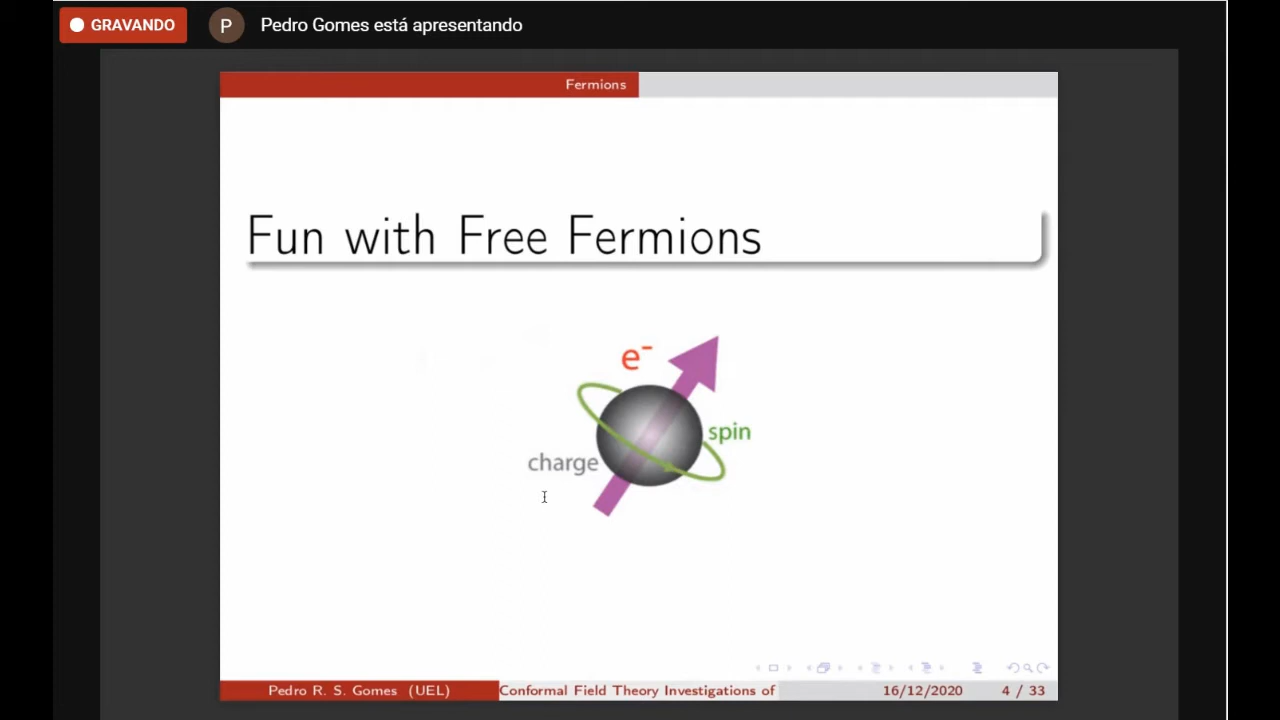 GRAVANDO
P
Pedro Gomes está apresentando
Fermions
Fun with Free Fermions
e⁻
spin
charge
Pedro R. S. Gomes (UEL)
Conformal Field Theory Investigations of
16/12/2020
4 / 33